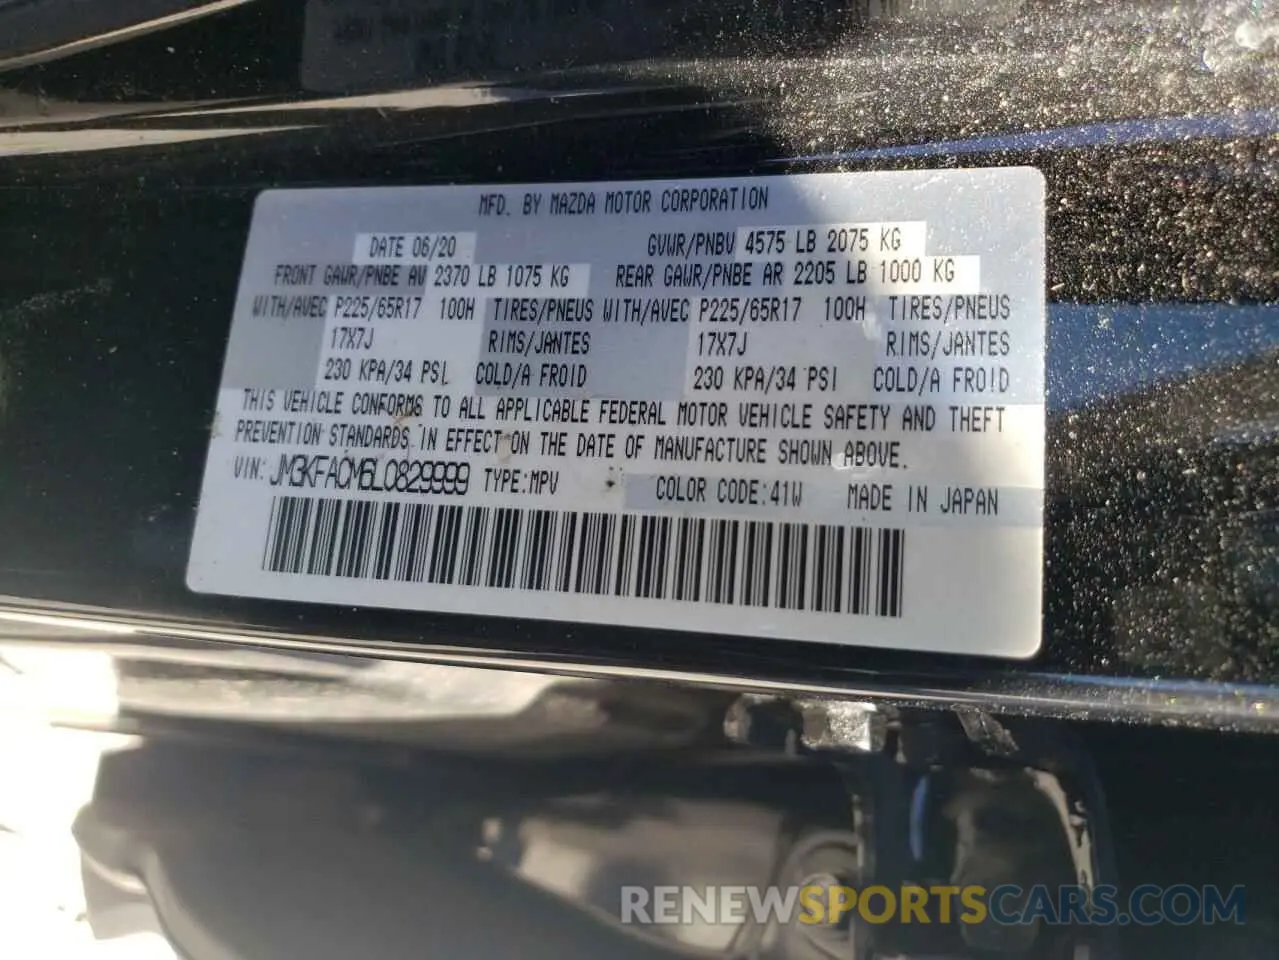 MFD. BY MAZDA MOTOR CORPORATION
DATE 06/20 GVWR/PNBV 4575 LB 2075 KG
FRONT GAWR/PNBE AV 2370 LB 1075 KG REAR GAWR/PNBE AR 2205 LB 1000 KG
WITH/AVEC P225/65R17 100H TIRES/PNEUS WITH/AVEC P225/65R17 100H TIRES/PNEUS
17X7J RIMS/JANTES 17X7J RIMS/JANTES
230 KPA/34 PSI COLD/A FROID 230 KPA/34 PSI COLD/A FROID
THIS VEHICLE CONFORMS TO ALL APPLICABLE FEDERAL MOTOR VEHICLE SAFETY AND THEFT
PREVENTION STANDARDS IN EFFECT ON THE DATE OF MANUFACTURE SHOWN ABOVE.
VIN: JM3KFACM6L0829999 TYPE:MPV COLOR CODE:41W MADE IN JAPAN
RENEWSPORTSCARS.COM